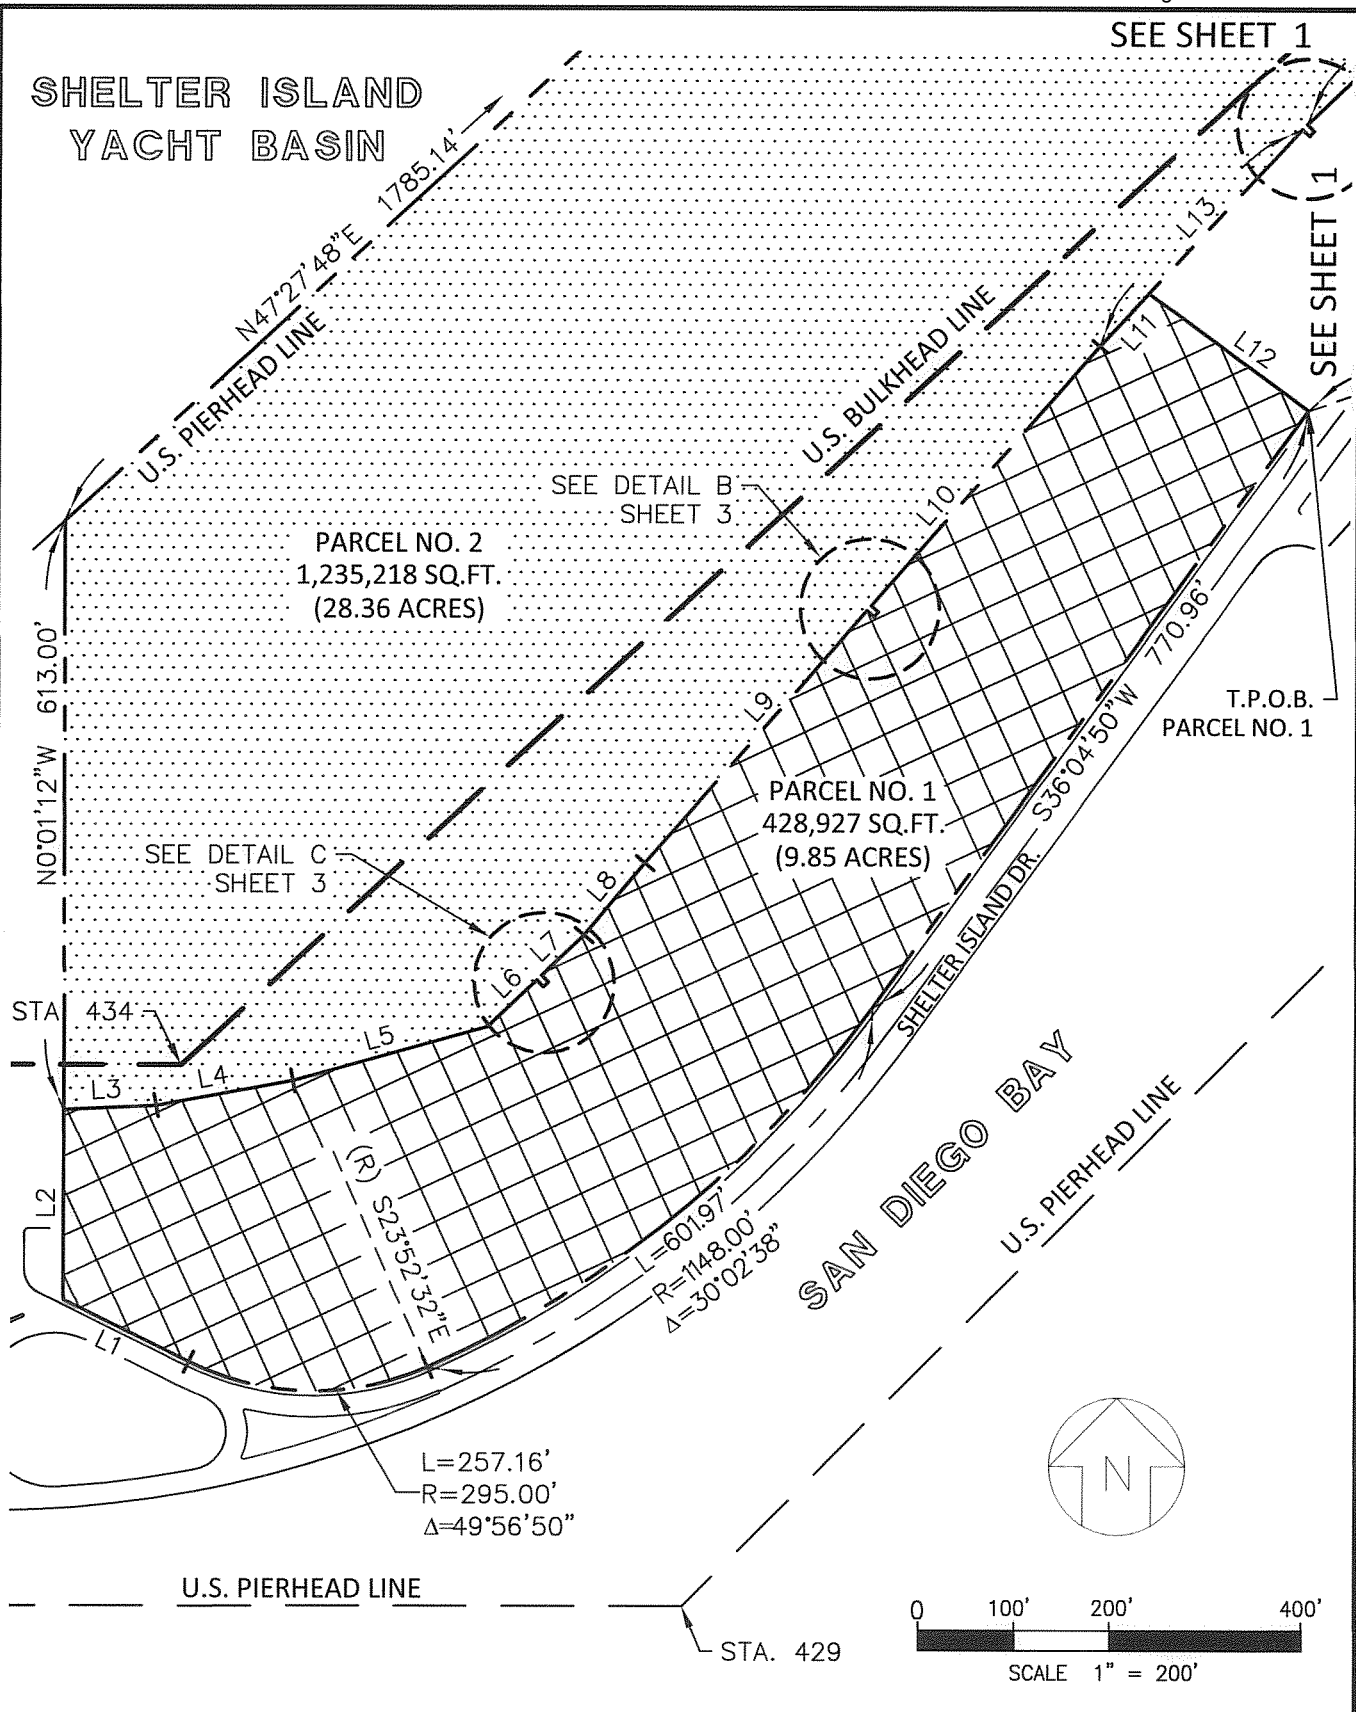 SEE SHEET 1
SHELTER ISLAND
YACHT BASIN
1785.14'
N47°27'48"E
U.S. PIERHEAD LINE
L13
SEE SHEET 1
U.S. BULKHEAD LINE
L11
L12
SEE DETAIL B
SHEET 3
L10
PARCEL NO. 2
1,235,218 SQ.FT.
(28.36 ACRES)
N0°01'12"W 613.00'
L9
S36°04'50"W 770.96'
T.P.O.B.
PARCEL NO. 1
PARCEL NO. 1
428,927 SQ.FT.
(9.85 ACRES)
SEE DETAIL C
SHEET 3
L8
SHELTER ISLAND DR.
L7
L6
STA 434
L5
L4
L3
L2
(R) S23°52'32"E
SAN DIEGO BAY
U.S. PIERHEAD LINE
L=601.97'
R=1148.00'
Δ=30°02'38"
L1
L=257.16'
R=295.00'
Δ=49°56'50"
N
U.S. PIERHEAD LINE
STA. 429
0 100' 200' 400'
SCALE 1" = 200'